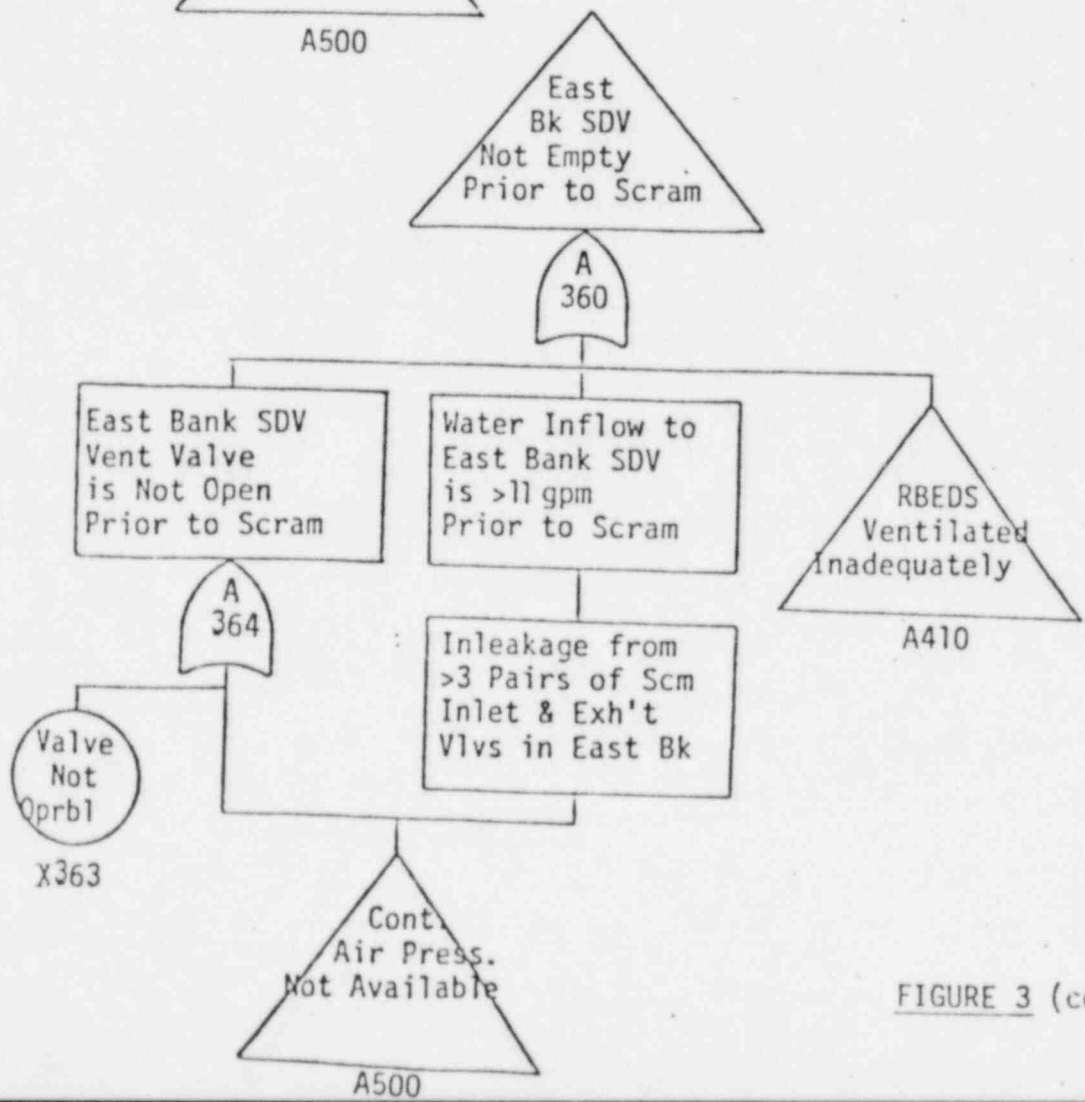 A500
East
Bk SDV
Not Empty
Prior to Scram
A
360
East Bank SDV
Vent Valve
is Not Open
Prior to Scram
Water Inflow to
East Bank SDV
is >11 gpm
Prior to Scram
RBEDS
Ventilated
Inadequately
A410
A
364
Inleakage from
>3 Pairs of Scm
Inlet & Exh't
Vlvs in East Bk
Valve
Not
Oprbl
X363
Cont.
Air Press.
Not Available
A500
FIGURE 3